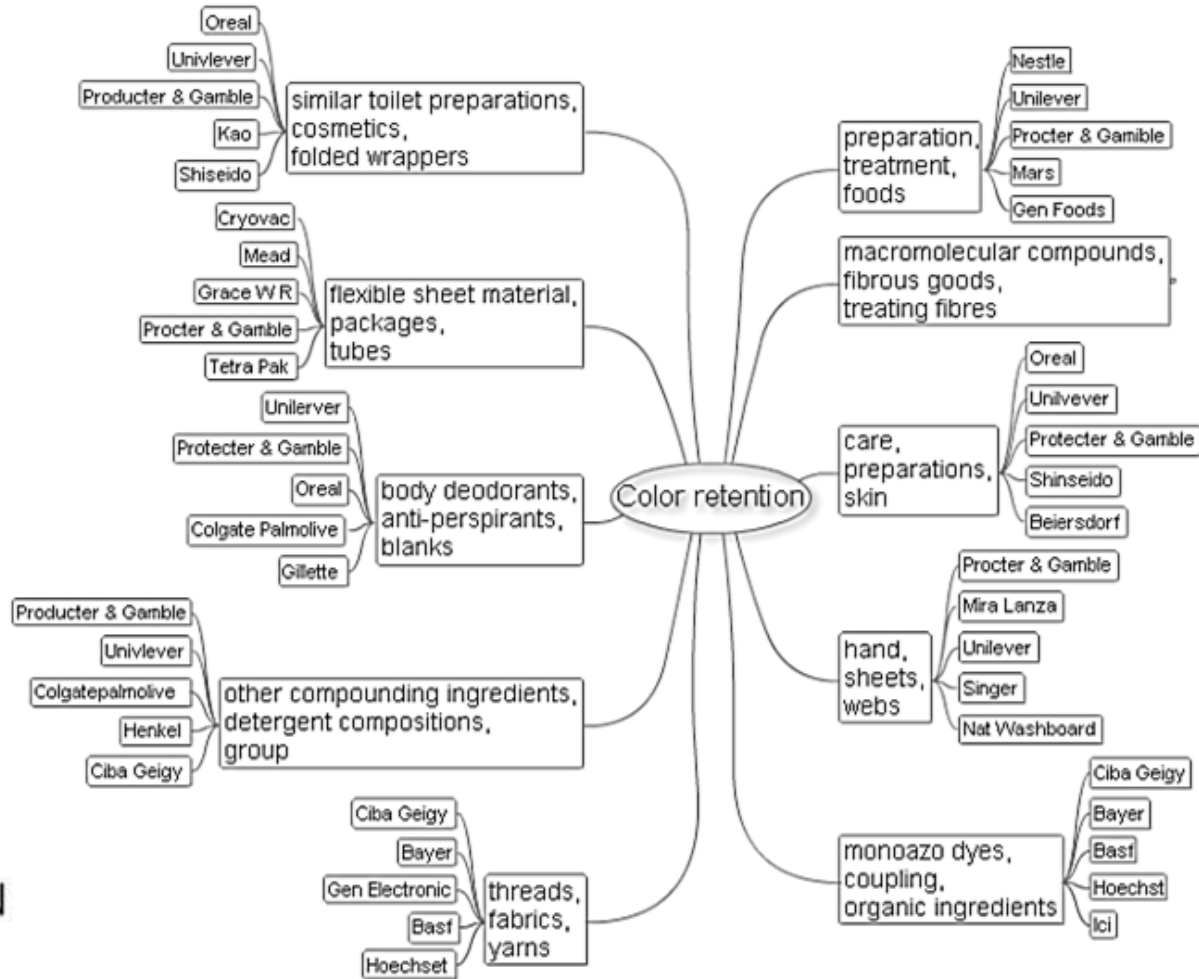 Oreal
Univlever
Producter & Gamble
Kao
Shiseido
similar toilet preparations,
cosmetics,
folded wrappers
Cryovac
Mead
Grace W R
Procter & Gamble
Tetra Pak
flexible sheet material,
packages,
tubes
Unilerver
Protecter & Gamble
Oreal
Colgate Palmolive
Gillette
body deodorants,
anti-perspirants,
blanks
Producter & Gamble
Univlever
Colgatepalmolive
Henkel
Ciba Geigy
other compounding ingredients,
detergent compositions,
group
Ciba Geigy
Bayer
Gen Electronic
Basf
Hoechset
threads,
fabrics,
yarns
Color retention
preparation,
treatment,
foods
Nestle
Unilever
Procter & Gamible
Mars
Gen Foods
macromolecular compounds,
fibrous goods,
treating fibres
care,
preparations,
skin
Oreal
Unilvever
Protecter & Gamble
Shinseido
Beiersdorf
hand,
sheets,
webs
Procter & Gamble
Mira Lanza
Unilever
Singer
Nat Washboard
monoazo dyes,
coupling,
organic ingredients
Ciba Geigy
Bayer
Basf
Hoechst
Ici